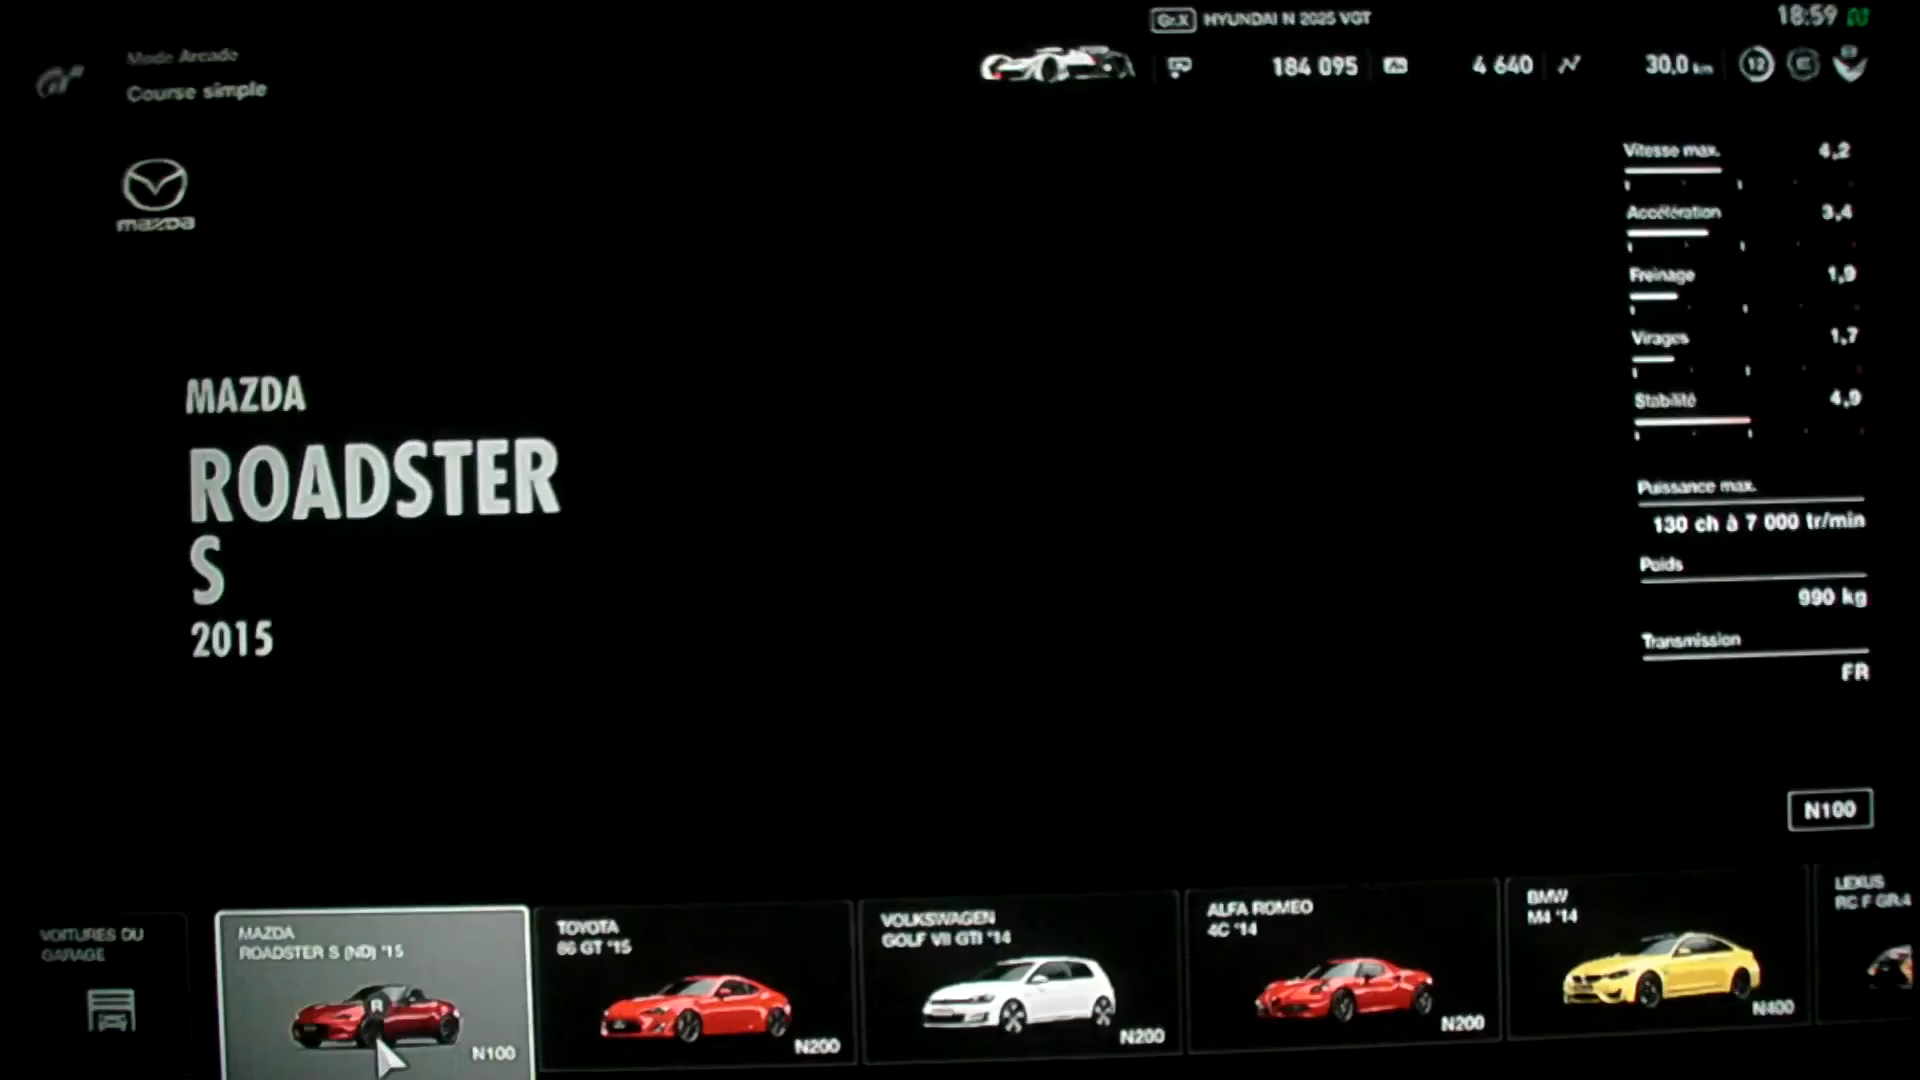 Gr.X HYUNDAI N 2025 VGT
18:59
Mode Arcade
Course simple
184 095
4 640
30,0 km
12
E
mazda
Vitesse max. 4,2
Accélération 3,4
Freinage 1,9
Virages 1,7
Stabilité 4,9
MAZDA
ROADSTER
S
2015
Puissance max.
130 ch à 7 000 tr/min
Poids
990 kg
Transmission
FR
N100
VOITURES DU
GARAGE
MAZDA
ROADSTER S (ND) '15
R
N100
TOYOTA
86 GT '15
N200
VOLKSWAGEN
GOLF VII GTI '14
N200
ALFA ROMEO
4C '14
N200
BMW
M4 '14
N400
LEXUS
RC F GR.4